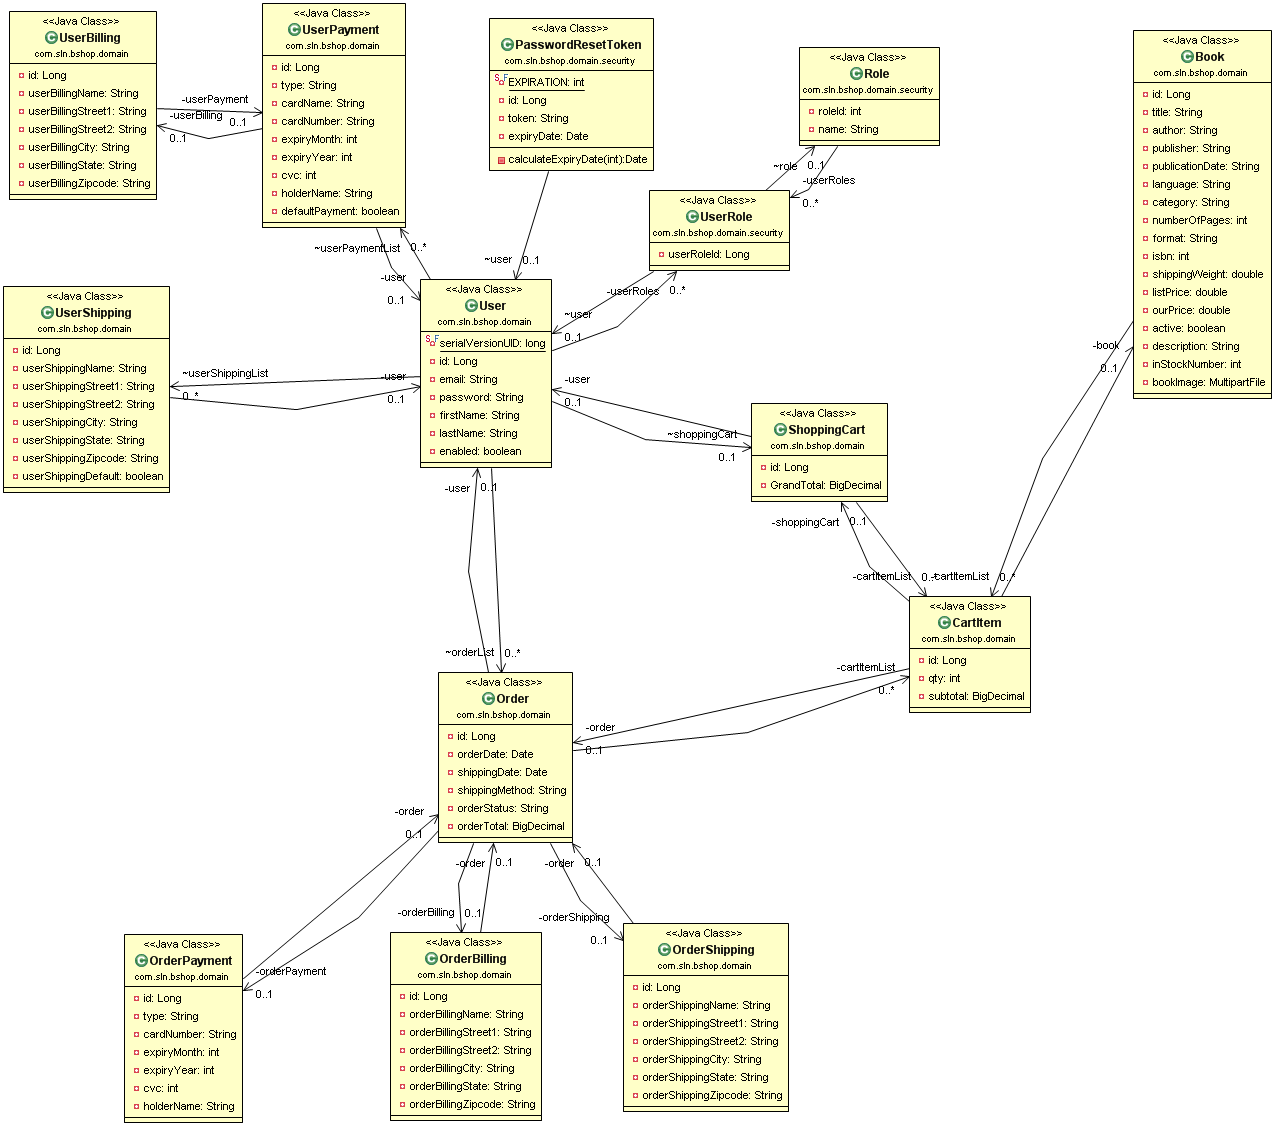 <<Java Class>>
UserBilling
com.sln.bshop.domain
id: Long
userBillingName: String
userBillingStreet1: String
userBillingStreet2: String
userBillingCity: String
userBillingState: String
userBillingZipcode: String
-userPayment
0..1
-userBilling
0..1
<<Java Class>>
UserPayment
com.sln.bshop.domain
id: Long
type: String
cardName: String
cardNumber: String
expiryMonth: int
expiryYear: int
cvc: int
holderName: String
defaultPayment: boolean
~userPaymentList
0..*
-user
0..1
<<Java Class>>
PasswordResetToken
com.sln.bshop.domain.security
S F
EXPIRATION: int
id: Long
token: String
expiryDate: Date
calculateExpiryDate(int):Date
~user
0..1
<<Java Class>>
Role
com.sln.bshop.domain.security
roleId: int
name: String
~role
0..1
-userRoles
0..*
<<Java Class>>
UserRole
com.sln.bshop.domain.security
userRoleId: Long
-userRoles
0..*
~user
0..1
<<Java Class>>
Book
com.sln.bshop.domain
id: Long
title: String
author: String
publisher: String
publicationDate: String
language: String
category: String
numberOfPages: int
format: String
isbn: int
shippingWeight: double
listPrice: double
ourPrice: double
active: boolean
description: String
inStockNumber: int
bookImage: MultipartFile
-book
0..1
<<Java Class>>
UserShipping
com.sln.bshop.domain
id: Long
userShippingName: String
userShippingStreet1: String
userShippingStreet2: String
userShippingCity: String
userShippingState: String
userShippingZipcode: String
userShippingDefault: boolean
~userShippingList
0..*
-user
0..1
<<Java Class>>
User
com.sln.bshop.domain
S F
serialVersionUID: long
id: Long
email: String
password: String
firstName: String
lastName: String
enabled: boolean
-user
0..1
~shoppingCart
0..1
<<Java Class>>
ShoppingCart
com.sln.bshop.domain
id: Long
GrandTotal: BigDecimal
-shoppingCart
0..1
-cartItemList
0..*
-cartItemList
0..*
<<Java Class>>
CartItem
com.sln.bshop.domain
id: Long
qty: int
subtotal: BigDecimal
-user
0..1
~orderList
0..*
-cartItemList
0..*
-order
0..1
<<Java Class>>
Order
com.sln.bshop.domain
id: Long
orderDate: Date
shippingDate: Date
shippingMethod: String
orderStatus: String
orderTotal: BigDecimal
-order
0..1
-order
0..1
-order
0..1
-orderPayment
0..1
-orderBilling
0..1
-orderShipping
0..1
<<Java Class>>
OrderPayment
com.sln.bshop.domain
id: Long
type: String
cardNumber: String
expiryMonth: int
expiryYear: int
cvc: int
holderName: String
<<Java Class>>
OrderBilling
com.sln.bshop.domain
id: Long
orderBillingName: String
orderBillingStreet1: String
orderBillingStreet2: String
orderBillingCity: String
orderBillingState: String
orderBillingZipcode: String
<<Java Class>>
OrderShipping
com.sln.bshop.domain
id: Long
orderShippingName: String
orderShippingStreet1: String
orderShippingStreet2: String
orderShippingCity: String
orderShippingState: String
orderShippingZipcode: String